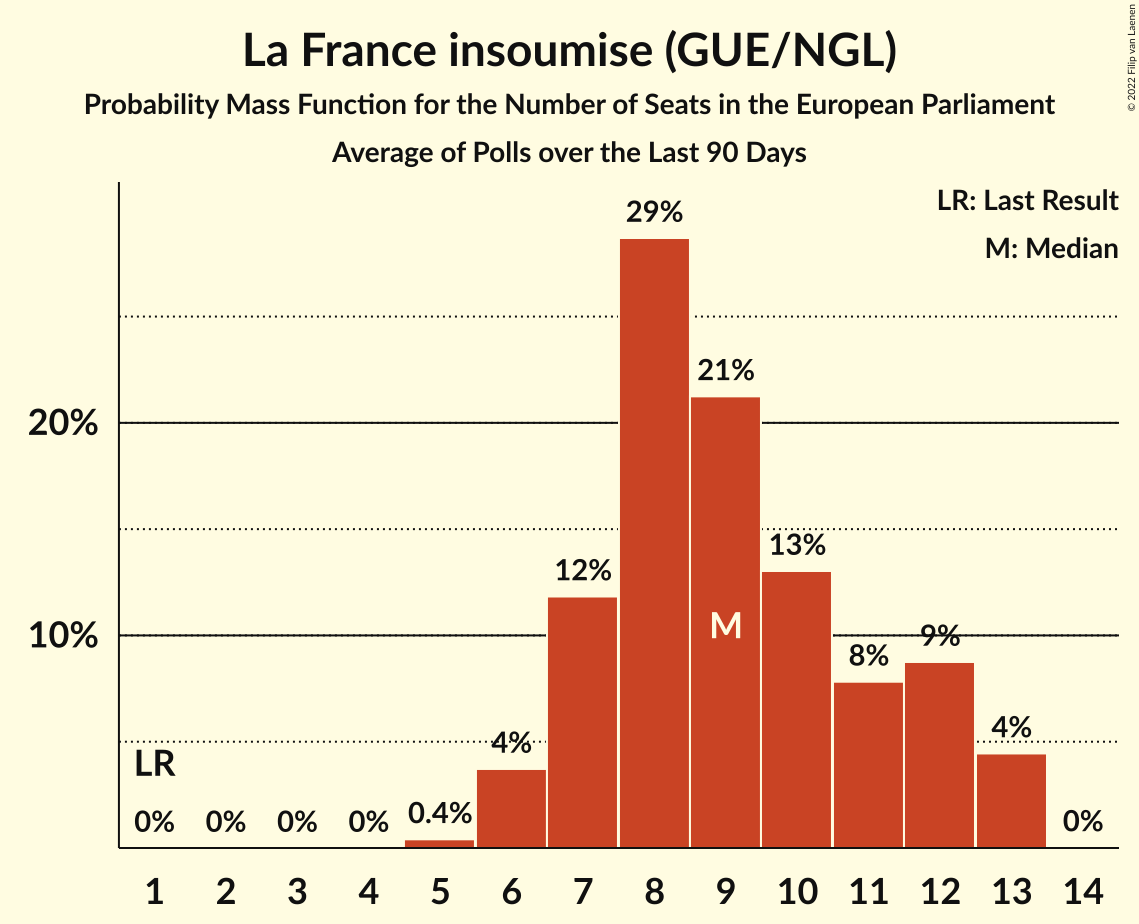 La France insoumise (GUE/NGL)
Probability Mass Function for the Number of Seats in the European Parliament
Average of Polls over the Last 90 Days
© 2022 Filip van Laenen
LR: Last Result
M: Median
20%
10%
LR
0%
0%
0%
0%
0.4%
4%
12%
29%
21%
M
13%
8%
9%
4%
0%
1 2 3 4 5 6 7 8 9 10 11 12 13 14